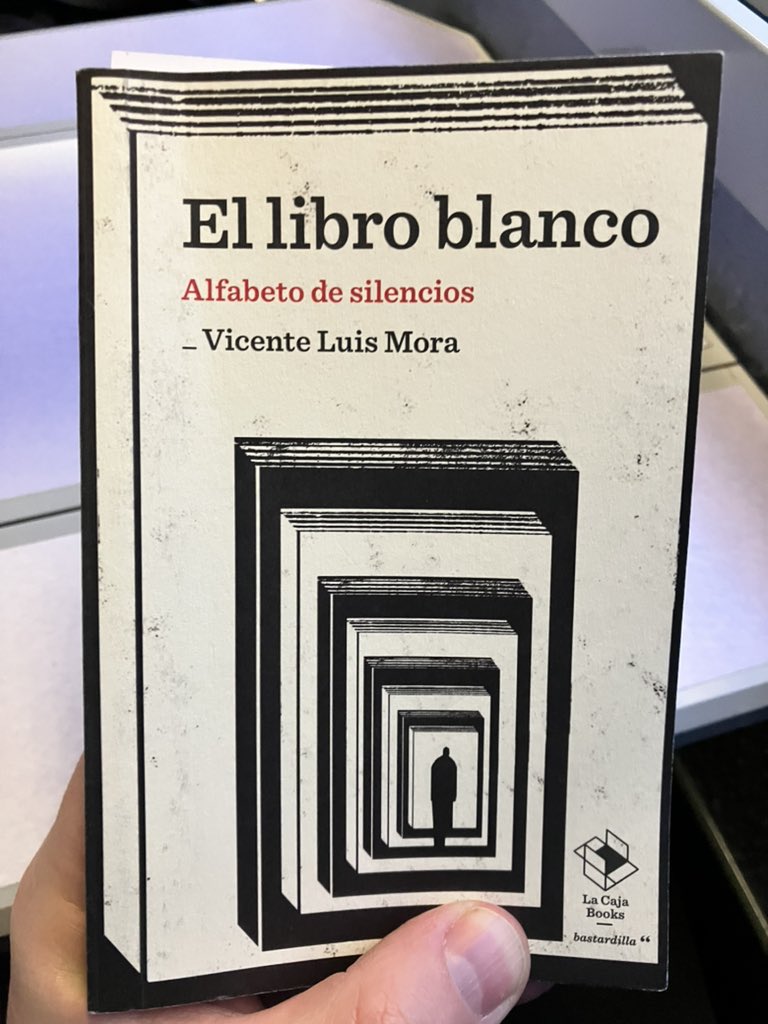 El libro blanco
Alfabeto de silencios
_ Vicente Luis Mora
La Caja
Books
bastardilla “